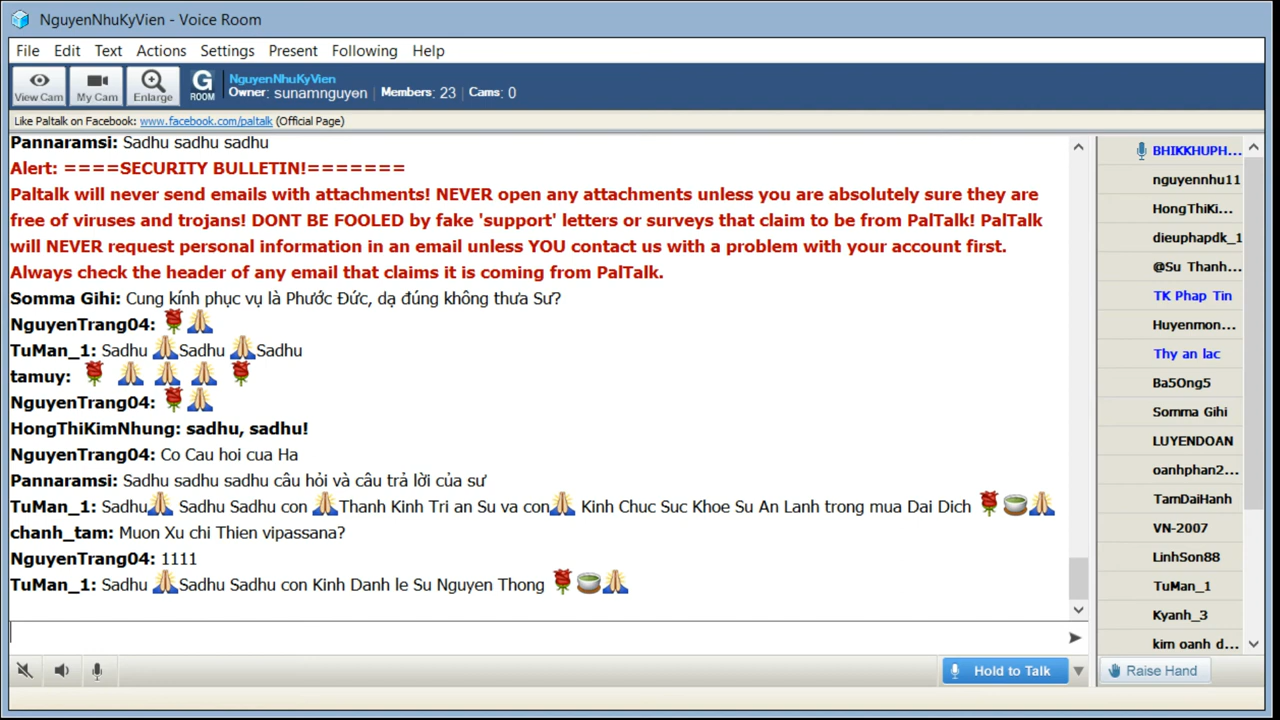 NguyenNhuKyVien - Voice Room
File Edit Text Actions Settings Present Following Help
View Cam
My Cam
Enlarge
G ROOM
NguyenNhuKyVien
Owner: sunamnguyen | Members: 23 | Cams: 0
Like Paltalk on Facebook: www.facebook.com/paltalk (Official Page)
Pannaramsi: Sadhu sadhu sadhu
Alert: ====SECURITY BULLETIN!=======
Paltalk will never send emails with attachments! NEVER open any attachments unless you are absolutely sure they are
free of viruses and trojans! DONT BE FOOLED by fake 'support' letters or surveys that claim to be from PalTalk! PalTalk
will NEVER request personal information in an email unless YOU contact us with a problem with your account first.
Always check the header of any email that claims it is coming from PalTalk.
Somma Gihi: Cung kính phục vụ là Phước Đức, dạ đúng không thưa Sư?
NguyenTrang04: 🌹🙏
TuMan_1: Sadhu 🙏Sadhu 🙏Sadhu
tamuy: 🌹 🙏 🙏 🙏 🌹
NguyenTrang04: 🌹🙏
HongThiKimNhung: sadhu, sadhu!
NguyenTrang04: Co Cau hoi cua Ha
Pannaramsi: Sadhu sadhu sadhu câu hỏi và câu trả lời của sư
TuMan_1: Sadhu🙏 Sadhu Sadhu con 🙏Thanh Kinh Tri an Su va con🙏 Kinh Chuc Suc Khoe Su An Lanh trong mua Dai Dich 🌹🍵🙏
chanh_tam: Muon Xu chi Thien vipassana?
NguyenTrang04: 1111
TuMan_1: Sadhu 🙏Sadhu Sadhu con Kinh Danh le Su Nguyen Thong 🌹🍵🙏
Hold to Talk
BHIKKHUPH...
nguyennhu11
HongThiKi...
dieuphapdk_1
@Su Thanh...
TK Phap Tin
Huyenmon...
Thy an lac
Ba5Ong5
Somma Gihi
LUYENDOAN
oanhphan2...
TamDaiHanh
VN-2007
LinhSon88
TuMan_1
Kyanh_3
kim oanh d...
Raise Hand